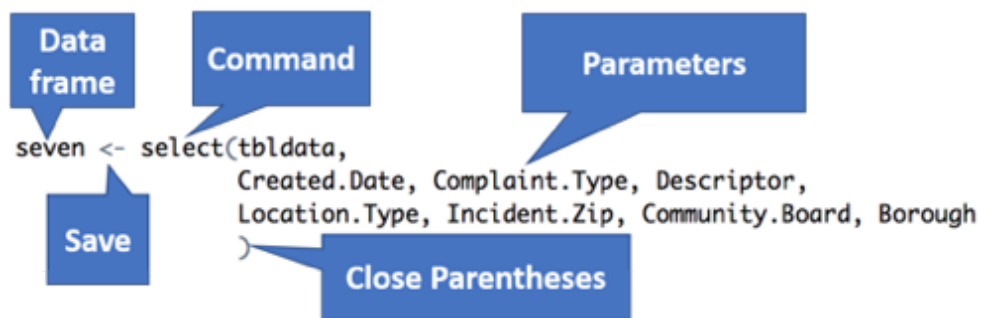 Data
frame
Command
Parameters
seven <- select(tbldata,
Created.Date, Complaint.Type, Descriptor,
Location.Type, Incident.Zip, Community.Board, Borough
)
Save
Close Parentheses